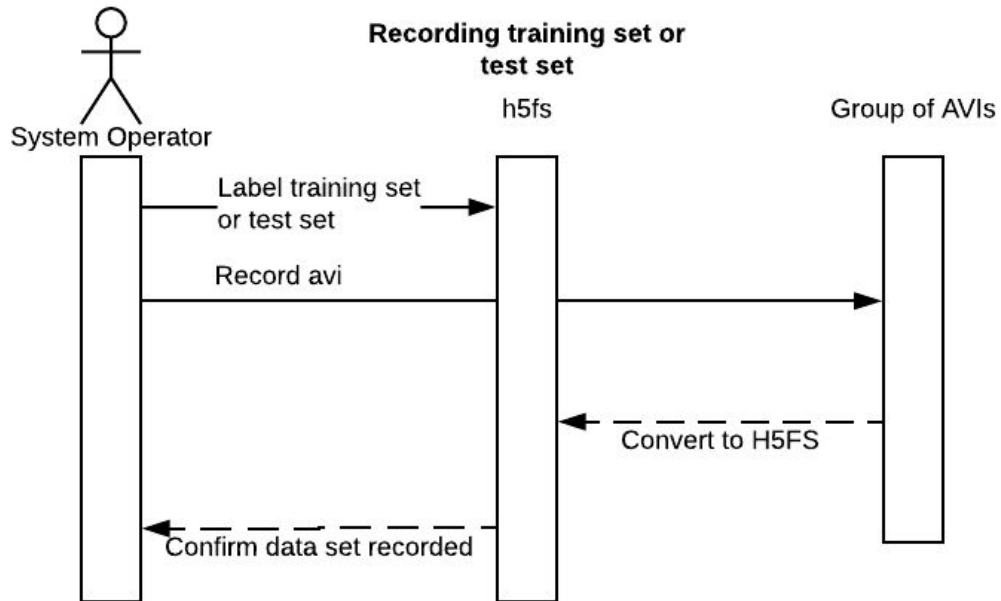 Recording training set or
test set
System Operator
h5fs
Group of AVIs
Label training set
or test set
Record avi
Convert to H5FS
Confirm data set recorded